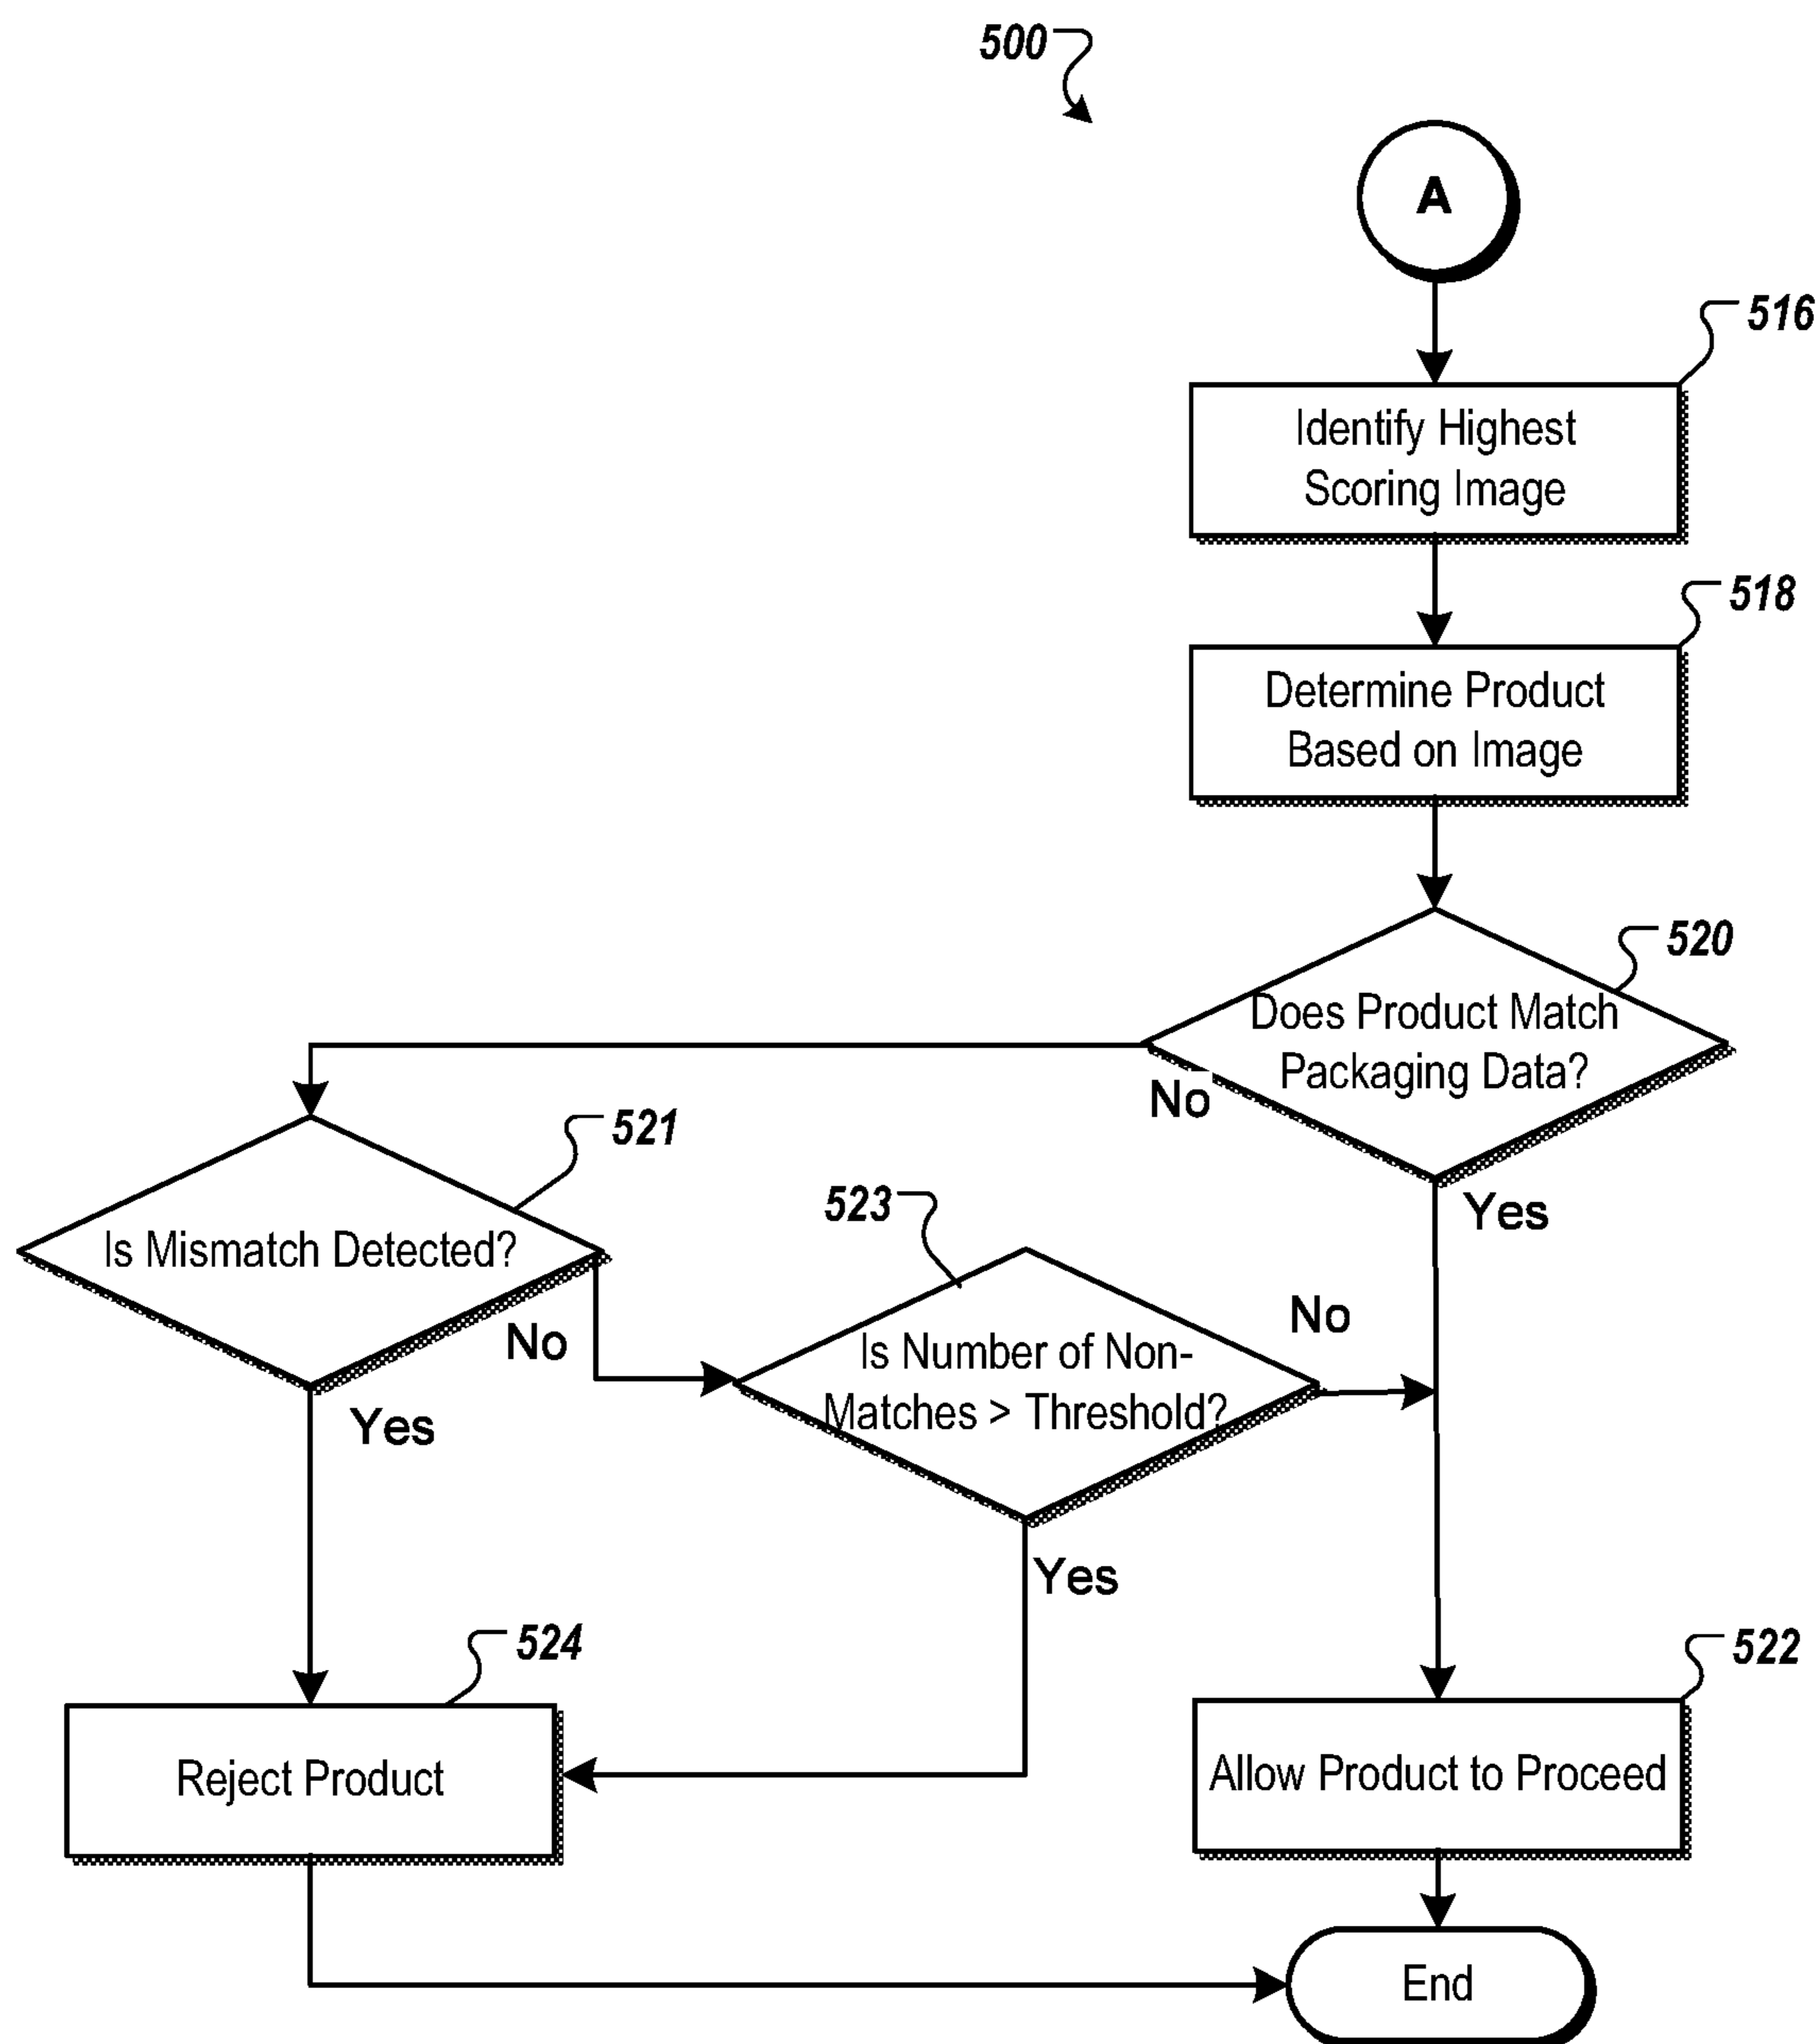 500
A
516
Identify Highest
Scoring Image
518
Determine Product
Based on Image
520
Does Product Match
Packaging Data?
No
Yes
521
Is Mismatch Detected?
No
Yes
523
Is Number of Non-
Matches > Threshold?
No
Yes
524
Reject Product
522
Allow Product to Proceed
End